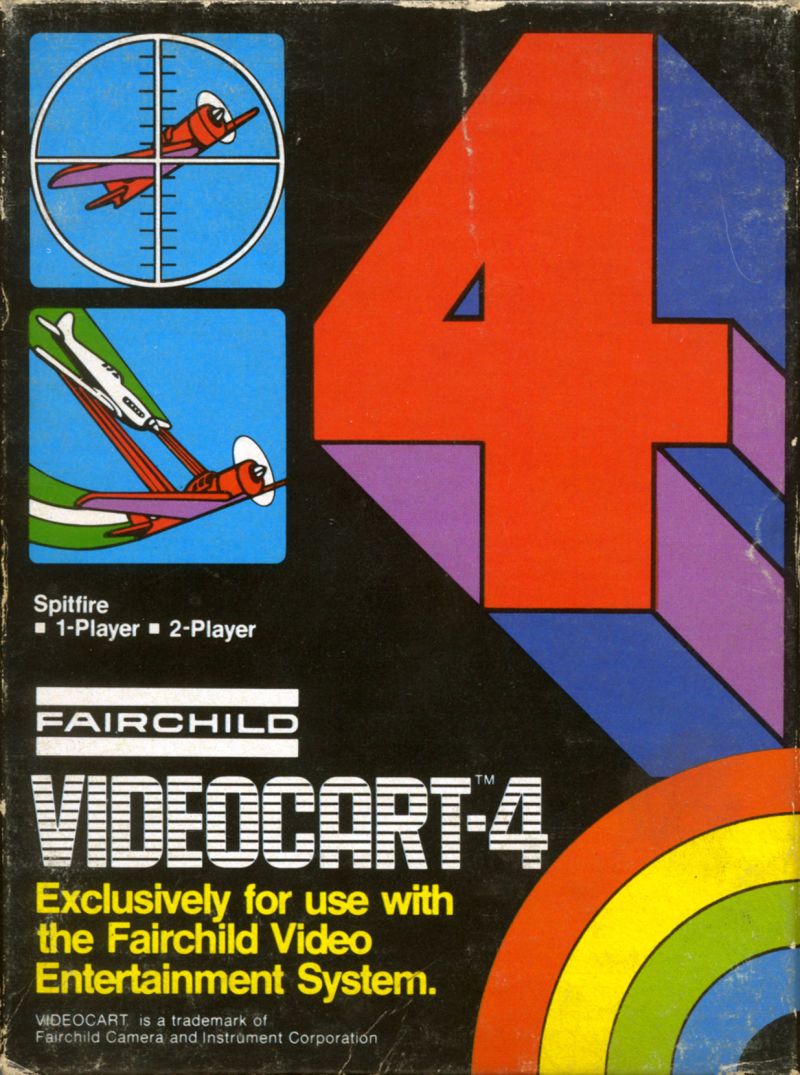 4
Spitfire
▪ 1-Player ▪ 2-Player
FAIRCHILD
VIDEOCART™-4
Exclusively for use with
the Fairchild Video
Entertainment System.
VIDEOCART is a trademark of
Fairchild Camera and Instrument Corporation